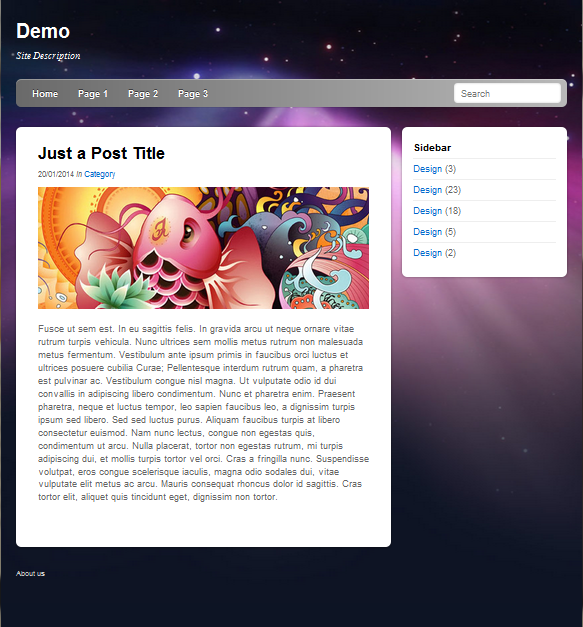 Demo
Site Description
Home Page 1 Page 2 Page 3 Search
Just a Post Title
20/01/2014 in Category
Fusce ut sem est. In eu sagittis felis. In gravida arcu ut neque ornare vitae
rutrum turpis vehicula. Nunc ultrices sem mollis metus rutrum non malesuada
metus fermentum. Vestibulum ante ipsum primis in faucibus orci luctus et
ultrices posuere cubilia Curae; Pellentesque interdum rutrum quam, a pharetra
est pulvinar ac. Vestibulum congue nisl magna. Ut vulputate odio id dui
convallis in adipiscing libero condimentum. Nunc et pharetra enim. Praesent
pharetra, neque et luctus tempor, leo sapien faucibus leo, a dignissim turpis
ipsum sed libero. Sed sed luctus purus. Aliquam faucibus turpis at libero
consectetur euismod. Nam nunc lectus, congue non egestas quis,
condimentum ut arcu. Nulla placerat, tortor non egestas rutrum, mi turpis
adipiscing dui, et mollis turpis tortor vel orci. Cras a fringilla nunc. Suspendisse
volutpat, eros congue scelerisque iaculis, magna odio sodales dui, vitae
vulputate elit metus ac arcu. Mauris consequat rhoncus dolor id sagittis. Cras
tortor elit, aliquet quis tincidunt eget, dignissim non tortor.
Sidebar
Design (3)
Design (23)
Design (18)
Design (5)
Design (2)
About us